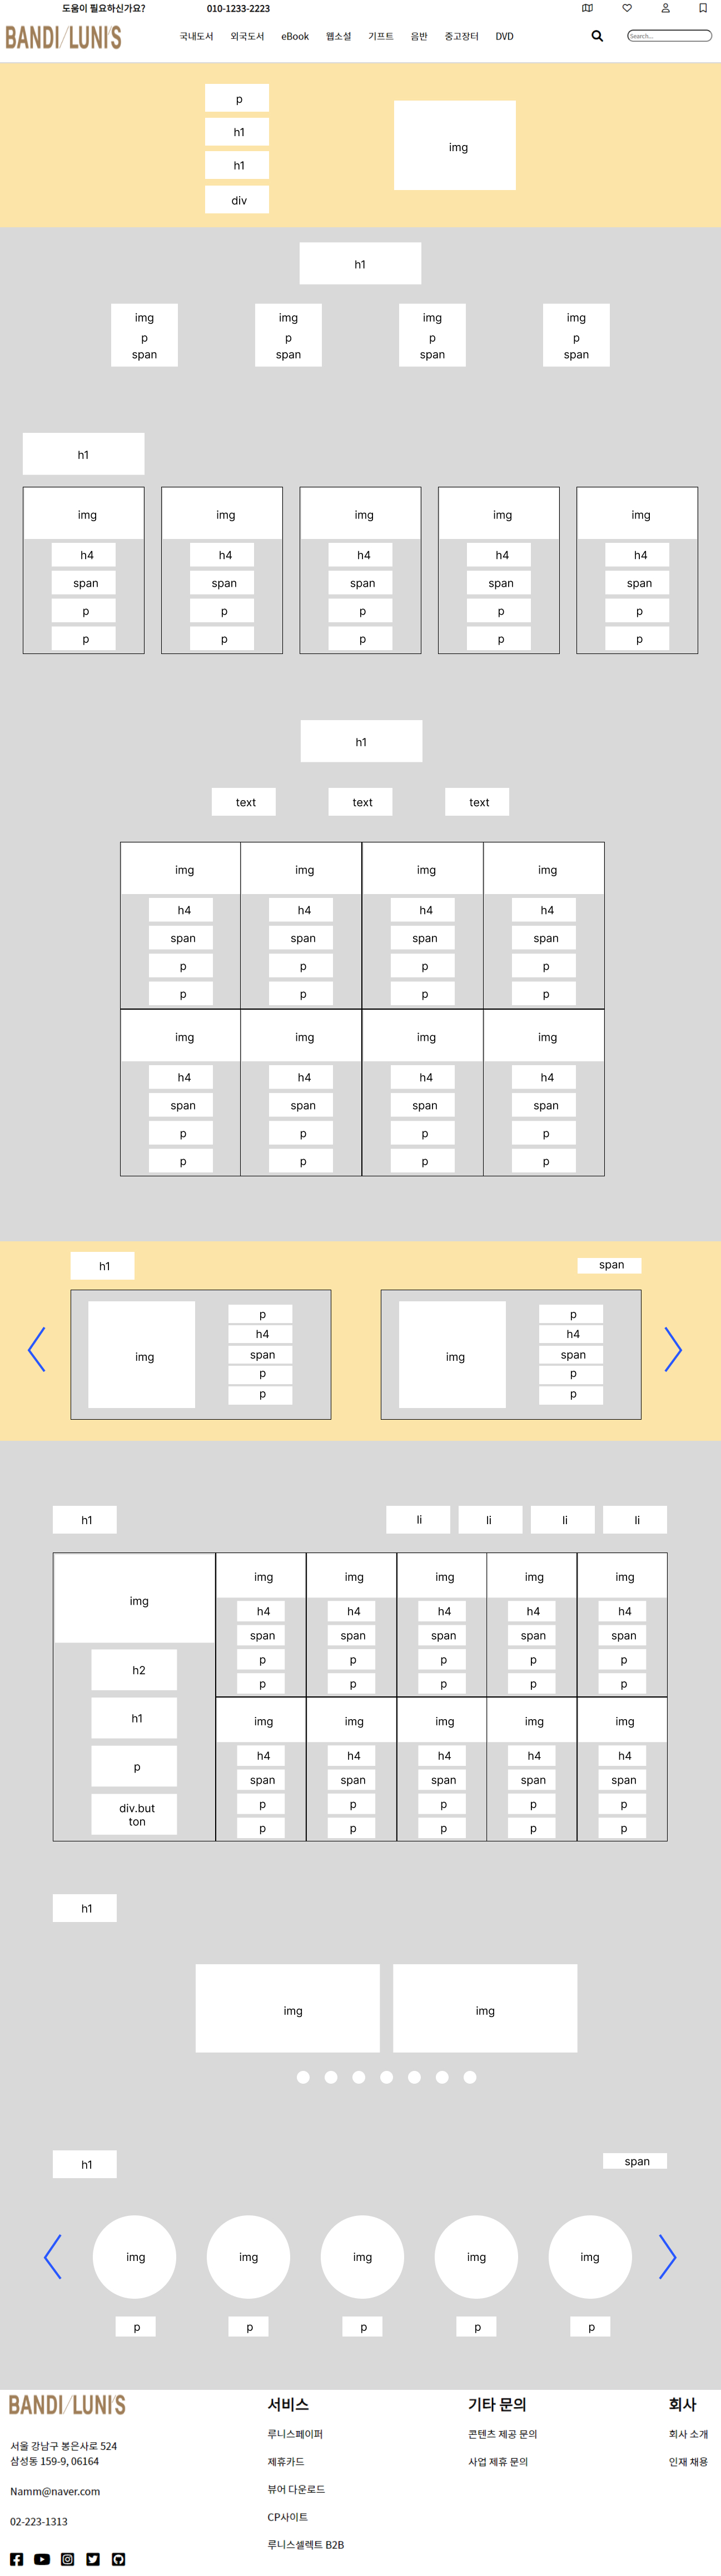 도움이 필요하신가요? 010-1233-2223
BANDI/LUNI'S 국내도서 외국도서 eBook 웹소설 기프트 음반 중고장터 DVD Search...
p
h1
h1
div
img
h1
img img img img
p p p p
span span span span
h1
img img img img img
h4 h4 h4 h4 h4
span span span span span
p p p p p
p p p p p
h1
text text text
img img img img
h4 h4 h4 h4
span span span span
p p p p
p p p p
img img img img
h4 h4 h4 h4
span span span span
p p p p
p p p p
h1 span
img
p
h4
span
p
p
img
p
h4
span
p
p
h1 li li li li
img
h2
h1
p
div.but
ton
img img img img img
h4 h4 h4 h4 h4
span span span span span
p p p p p
p p p p p
img img img img img
h4 h4 h4 h4 h4
span span span span span
p p p p p
p p p p p
h1
img img
h1 span
img img img img img
p p p p p
BANDI/LUNI'S
서울 강남구 봉은사로 524
삼성동 159-9, 06164
Namm@naver.com
02-223-1313
서비스
루니스페이퍼
제휴카드
뷰어 다운로드
CP사이트
루니스셀렉트 B2B
기타 문의
콘텐츠 제공 문의
사업 제휴 문의
회사
회사 소개
인재 채용